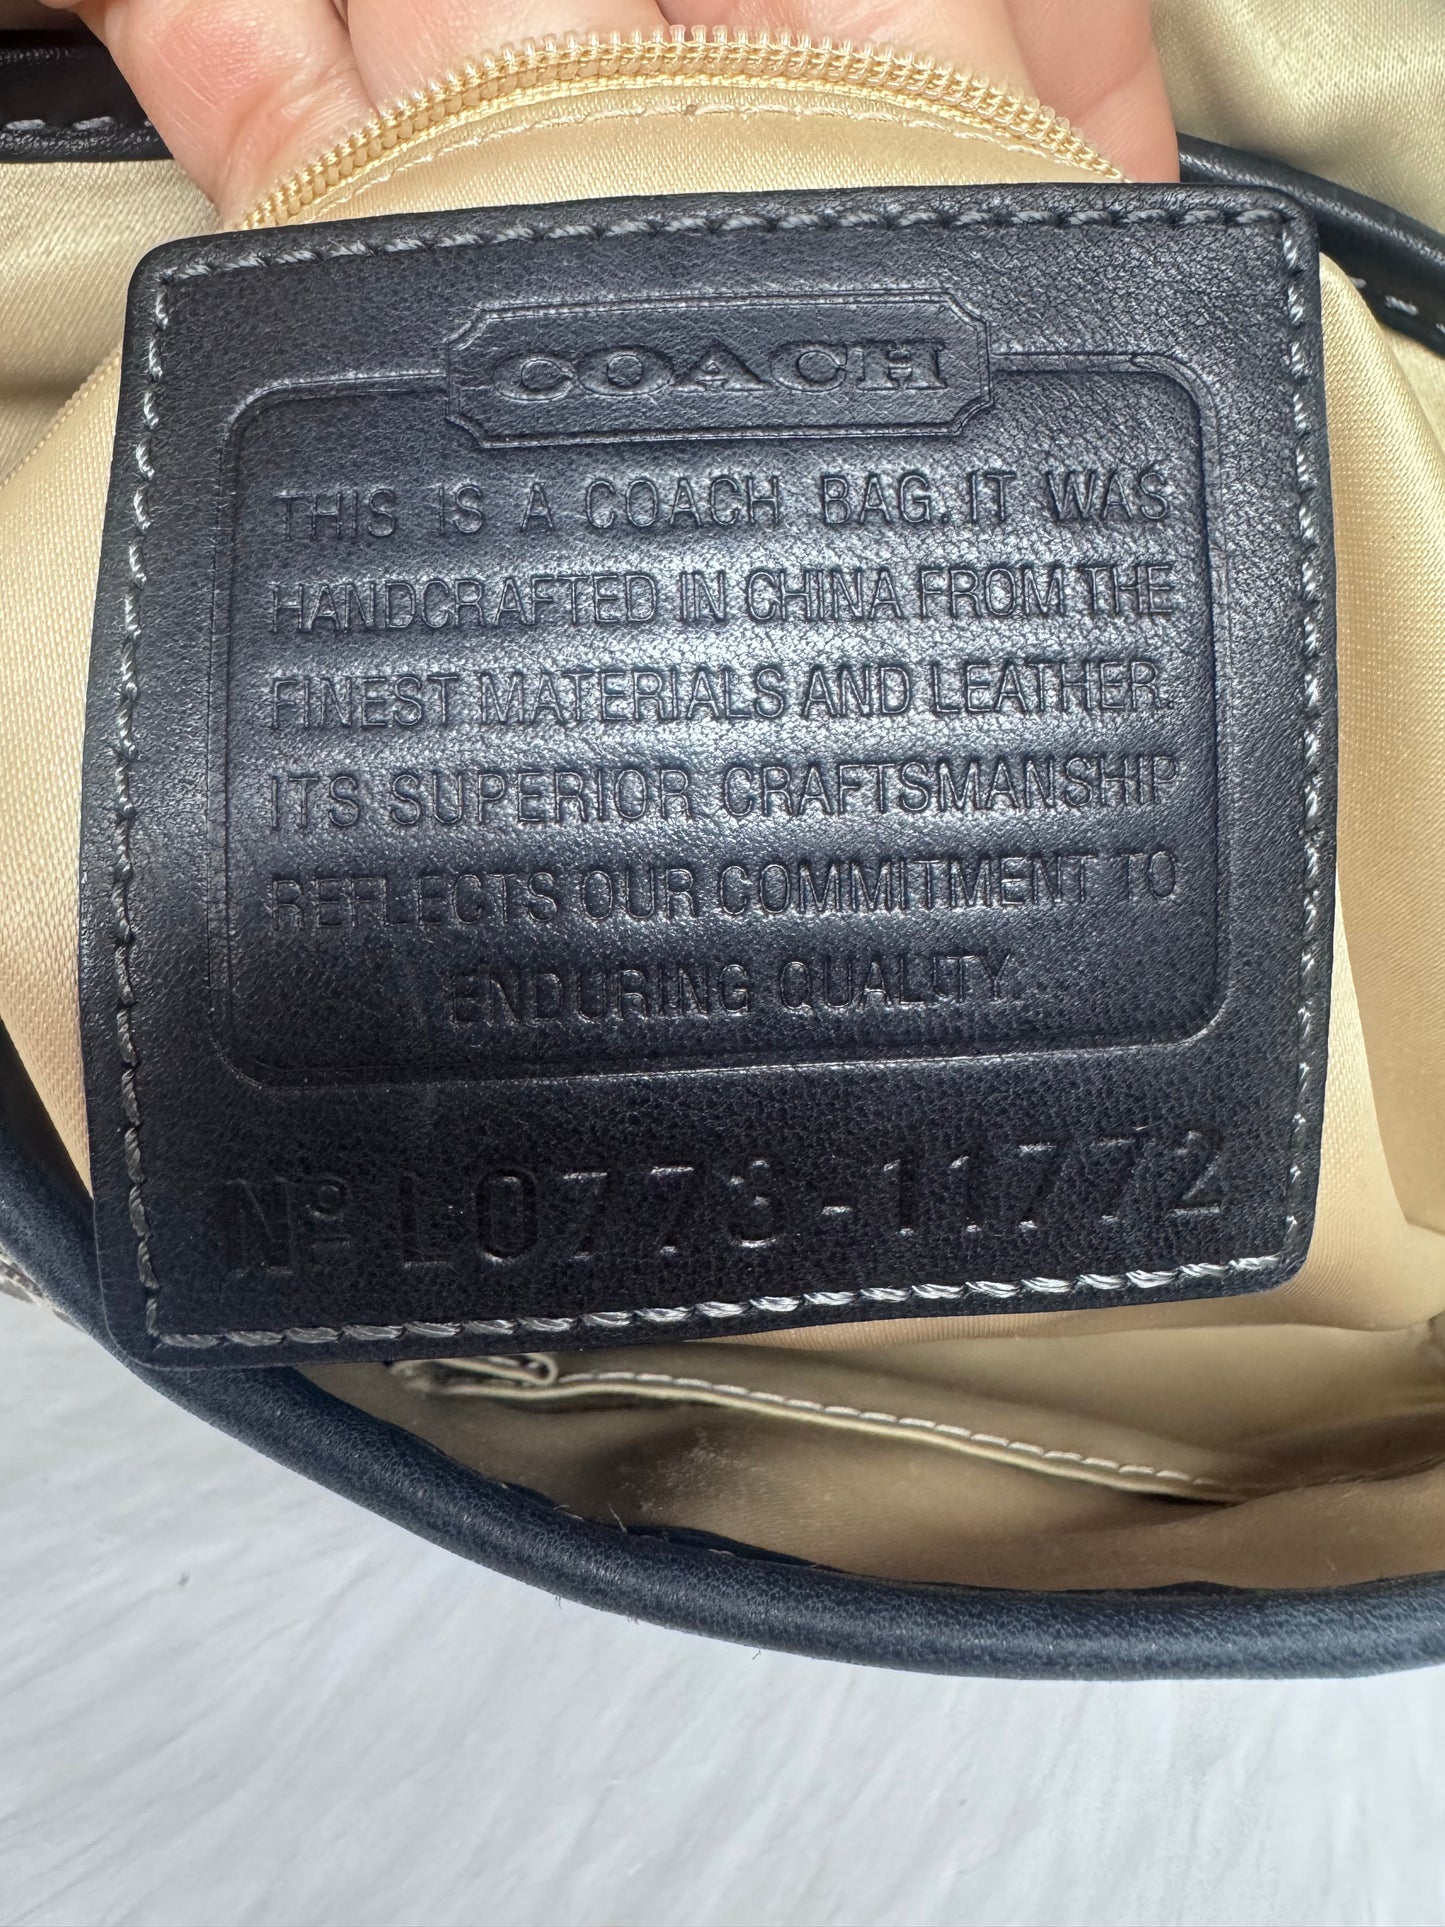 COACH
THIS IS A COACH BAG. IT WAS
HANDCRAFTED IN CHINA FROM THE
FINEST MATERIALS AND LEATHER.
ITS SUPERIOR CRAFTSMANSHIP
REFLECTS OUR COMMITMENT TO
ENDURING QUALITY.
Nº L0773-11772